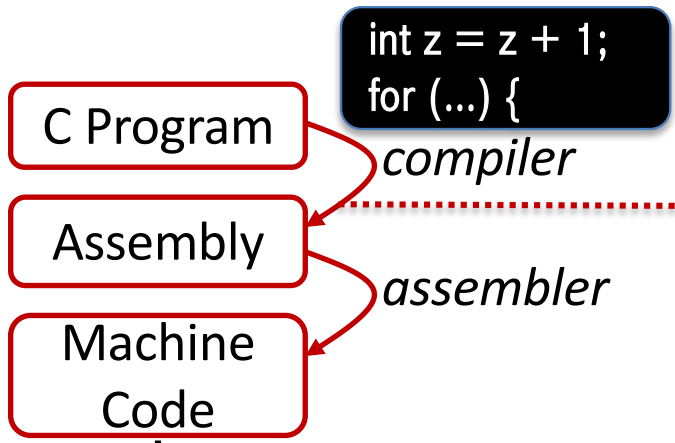 int z = z + 1;
for (...) {
C Program
compiler
Assembly
assembler
Machine
Code